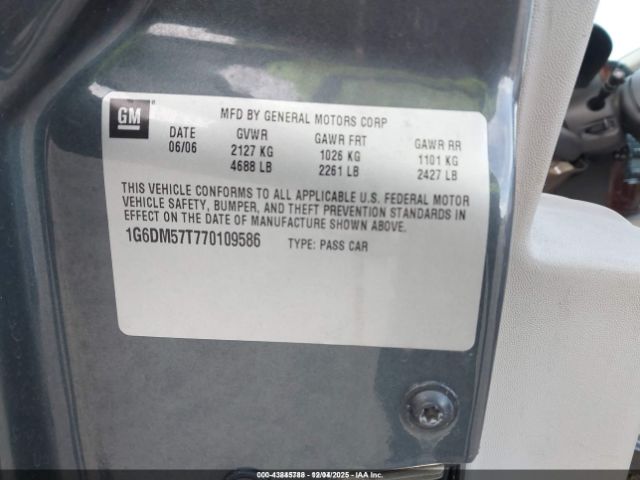 GM
MFD BY GENERAL MOTORS CORP
DATE GVWR GAWR FRT GAWR RR
06/06 2127 KG 1026 KG 1101 KG
4688 LB 2261 LB 2427 LB
THIS VEHICLE CONFORMS TO ALL APPLICABLE U.S. FEDERAL MOTOR
VEHICLE SAFETY, BUMPER, AND THEFT PREVENTION STANDARDS IN
EFFECT ON THE DATE OF MANUFACTURE SHOWN ABOVE.
1G6DM57T770109586 TYPE: PASS CAR
000-43845788 - 12/04/2025 - IAA Inc.